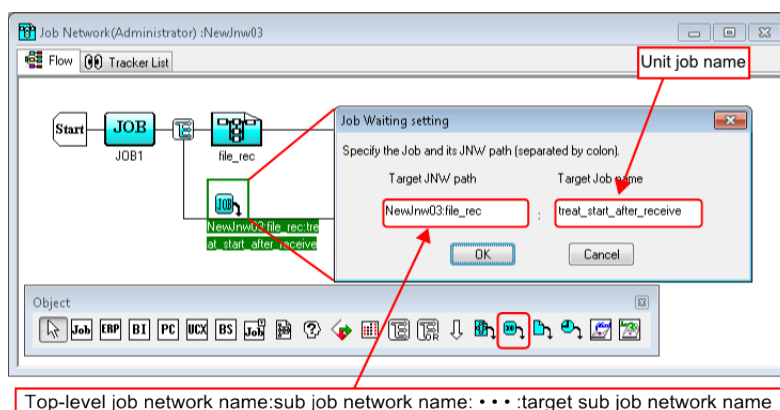 Job Network(Administrator) :NewJnw03
Flow
Tracker List
Unit job name
Start
JOB
JOB1
file_rec
JOB
NewJnw03:file_rec:tre
at_start_after_receive
Job Waiting setting
Specify the Job and its JNW path (separated by colon).
Target JNW path
Target Job name
NewJnw03:file_rec
:
treat_start_after_receive
OK
Cancel
Object
Job ERP BI PC UCX BS Job OR
Top-level job network name:sub job network name: • • • :target sub job network name